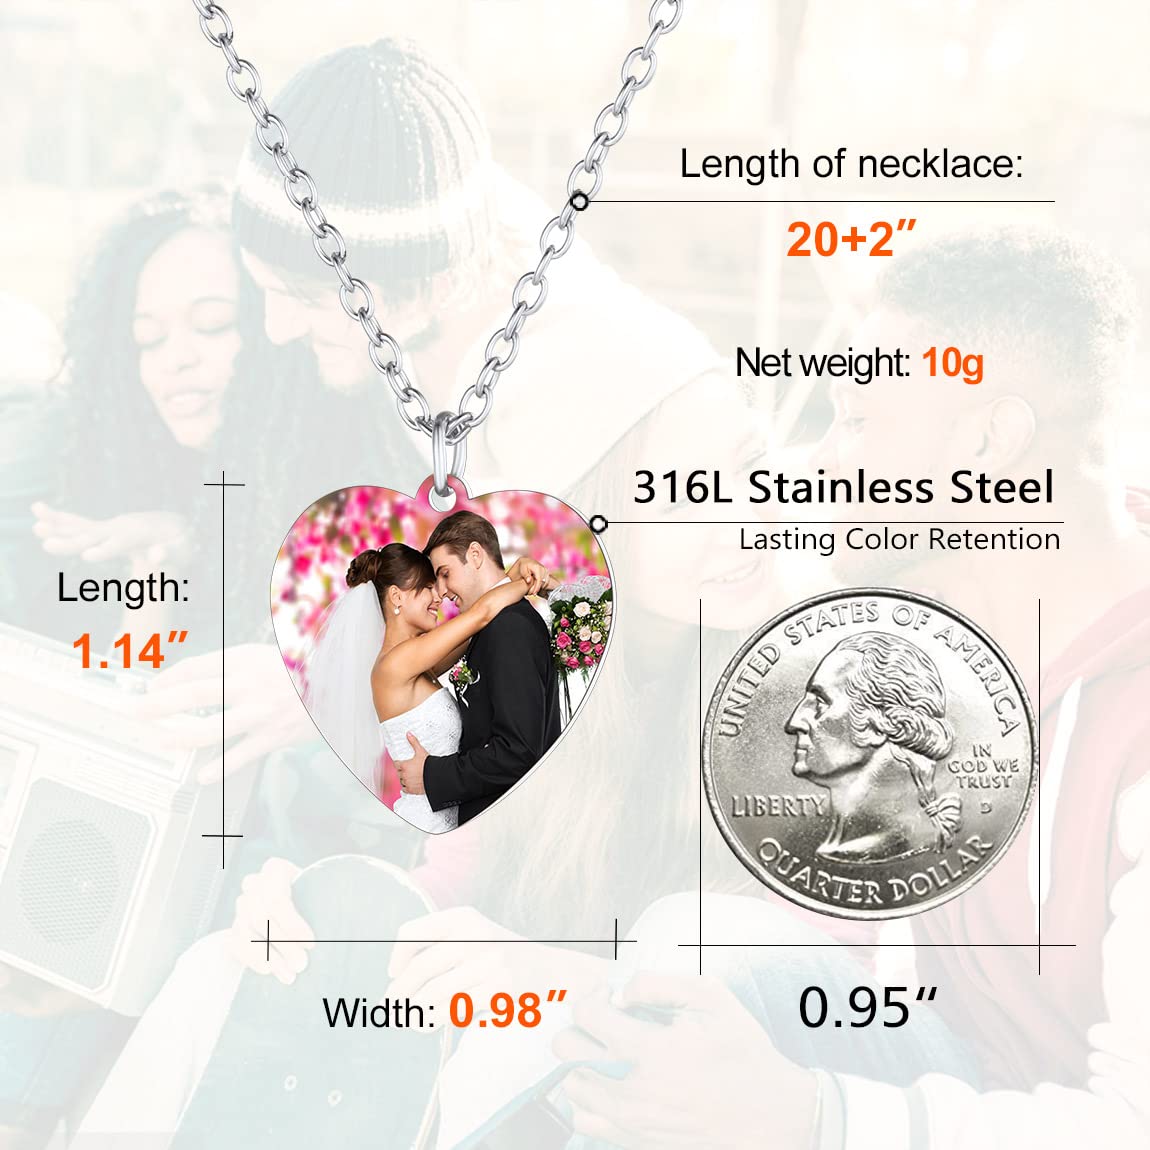 Length of necklace:
20+2”
Net weight: 10g
316L Stainless Steel
Lasting Color Retention
Length:
1.14”
UNITED STATES OF AMERICA
IN
GOD WE
TRUST
LIBERTY
D
QUARTER DOLLAR
Width: 0.98”
0.95“